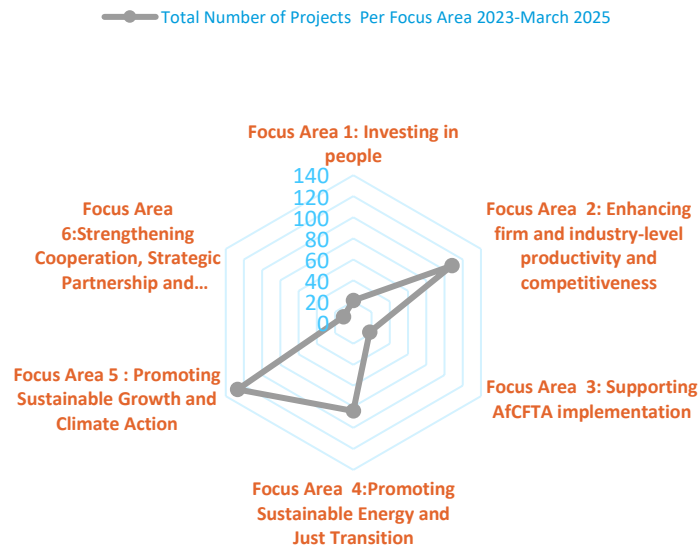 Total Number of Projects Per Focus Area 2023-March 2025
Focus Area 1: Investing in
people
140
120
100
80
60
40
20
0
Focus Area 2: Enhancing
firm and industry-level
productivity and
competitiveness
Focus Area 3: Supporting
AfCFTA implementation
Focus Area 4:Promoting
Sustainable Energy and
Just Transition
Focus Area 5 : Promoting
Sustainable Growth and
Climate Action
Focus Area
6:Strengthening
Cooperation, Strategic
Partnership and...